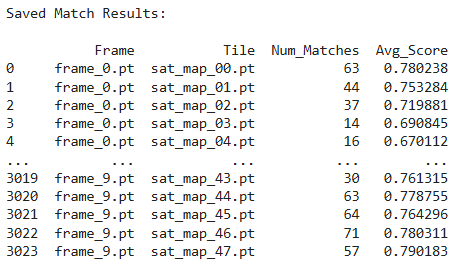 Saved Match Results:
Frame Tile Num_Matches Avg_Score
0 frame_0.pt sat_map_00.pt 63 0.780238
1 frame_0.pt sat_map_01.pt 44 0.753284
2 frame_0.pt sat_map_02.pt 37 0.719881
3 frame_0.pt sat_map_03.pt 14 0.690845
4 frame_0.pt sat_map_04.pt 16 0.670112
... ... ... ... ...
3019 frame_9.pt sat_map_43.pt 30 0.761315
3020 frame_9.pt sat_map_44.pt 63 0.778755
3021 frame_9.pt sat_map_45.pt 64 0.764296
3022 frame_9.pt sat_map_46.pt 71 0.780311
3023 frame_9.pt sat_map_47.pt 57 0.790183